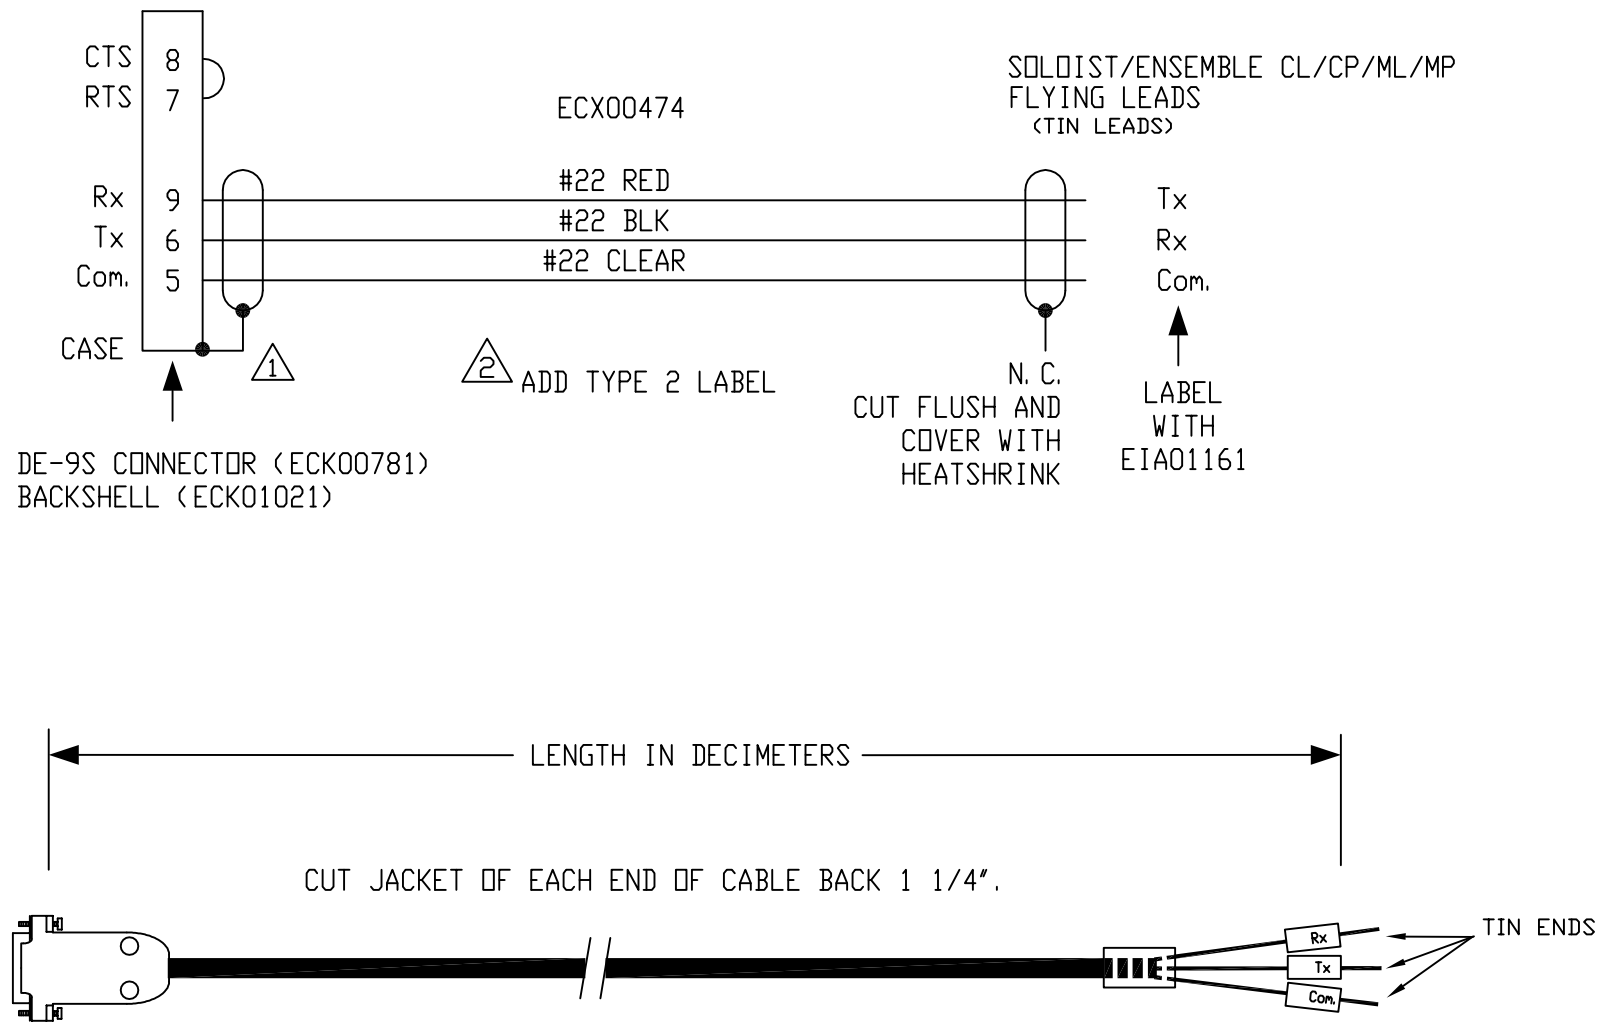 CTS 8
RTS 7
ECX00474
SOLOIST/ENSEMBLE CL/CP/ML/MP
FLYING LEADS
(TIN LEADS)
Rx 9 #22 RED Tx
Tx 6 #22 BLK Rx
Com. 5 #22 CLEAR Com.
CASE
1
2 ADD TYPE 2 LABEL
N. C.
CUT FLUSH AND
COVER WITH
HEATSHRINK
LABEL
WITH
EIA01161
DE-9S CONNECTOR (ECK00781)
BACKSHELL (ECK01021)
LENGTH IN DECIMETERS
CUT JACKET OF EACH END OF CABLE BACK 1 1/4".
Rx
Tx
Com.
TIN ENDS